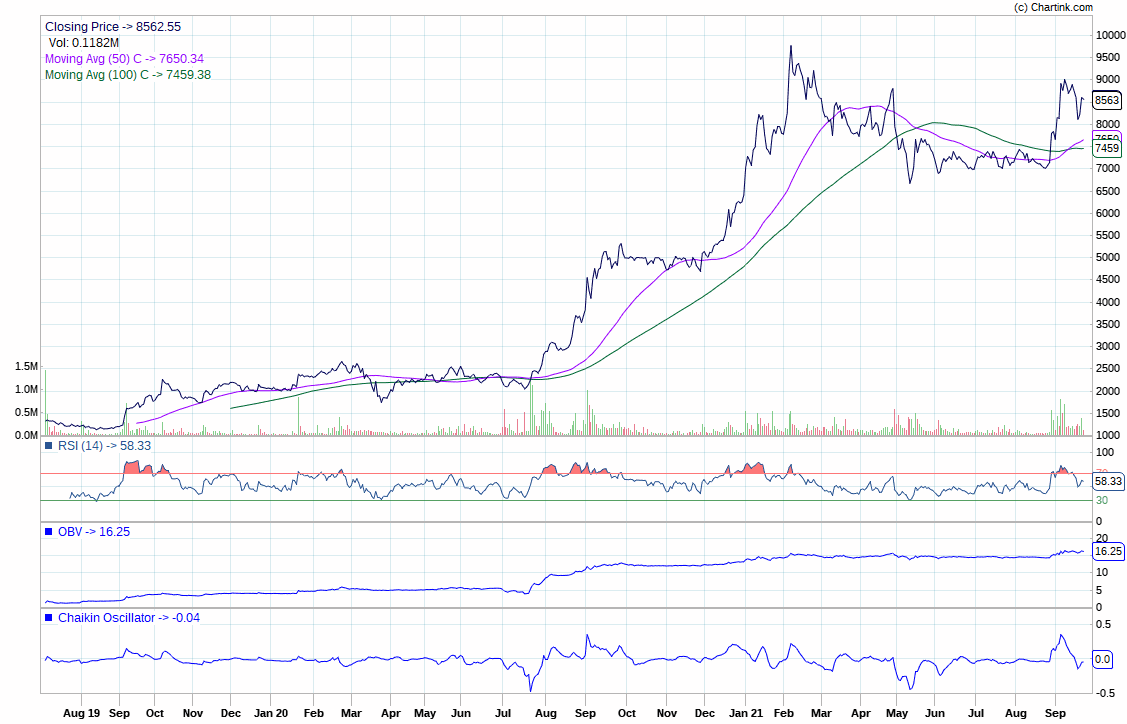 (c) Chartink.com
Closing Price -> 8562.55
Vol: 0.1182M
Moving Avg (50) C -> 7650.34
Moving Avg (100) C -> 7459.38
10000
9500
9000
8563
8000
7650
7459
7000
6500
6000
5500
5000
4500
4000
3500
3000
2500
2000
1500
1000
1.5M
1.0M
0.5M
0.0M
RSI (14) -> 58.33
100
70
58.33
30
0
OBV -> 16.25
20
16.25
10
5
0
Chaikin Oscillator -> -0.04
0.5
0.0
-0.5
Aug 19 Sep Oct Nov Dec Jan 20 Feb Mar Apr May Jun Jul Aug Sep Oct Nov Dec Jan 21 Feb Mar Apr May Jun Jul Aug Sep